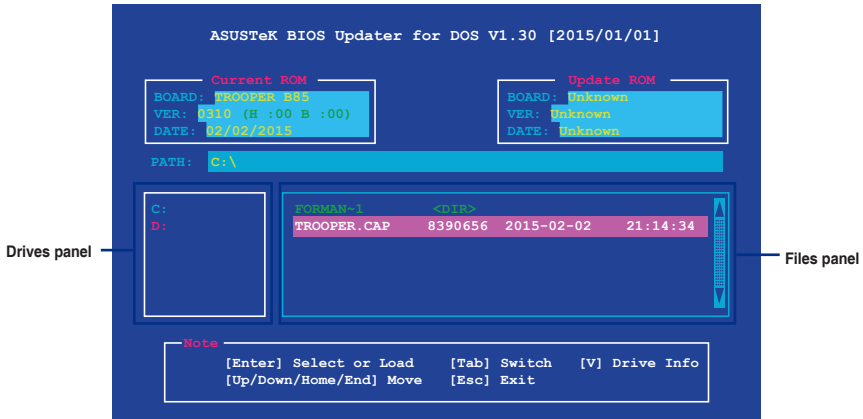 ASUSTeK BIOS Updater for DOS V1.30 [2015/01/01]
Current ROM
BOARD: TROOPER B85
VER: 0310 (H :00 B :00)
DATE: 02/02/2015
Update ROM
BOARD: Unknown
VER: Unknown
DATE: Unknown
PATH: C:\
C:
D:
FORMAN~1 <DIR>
TROOPER.CAP 8390656 2015-02-02 21:14:34
Drives panel
Files panel
Note
[Enter] Select or Load [Tab] Switch [V] Drive Info
[Up/Down/Home/End] Move [Esc] Exit